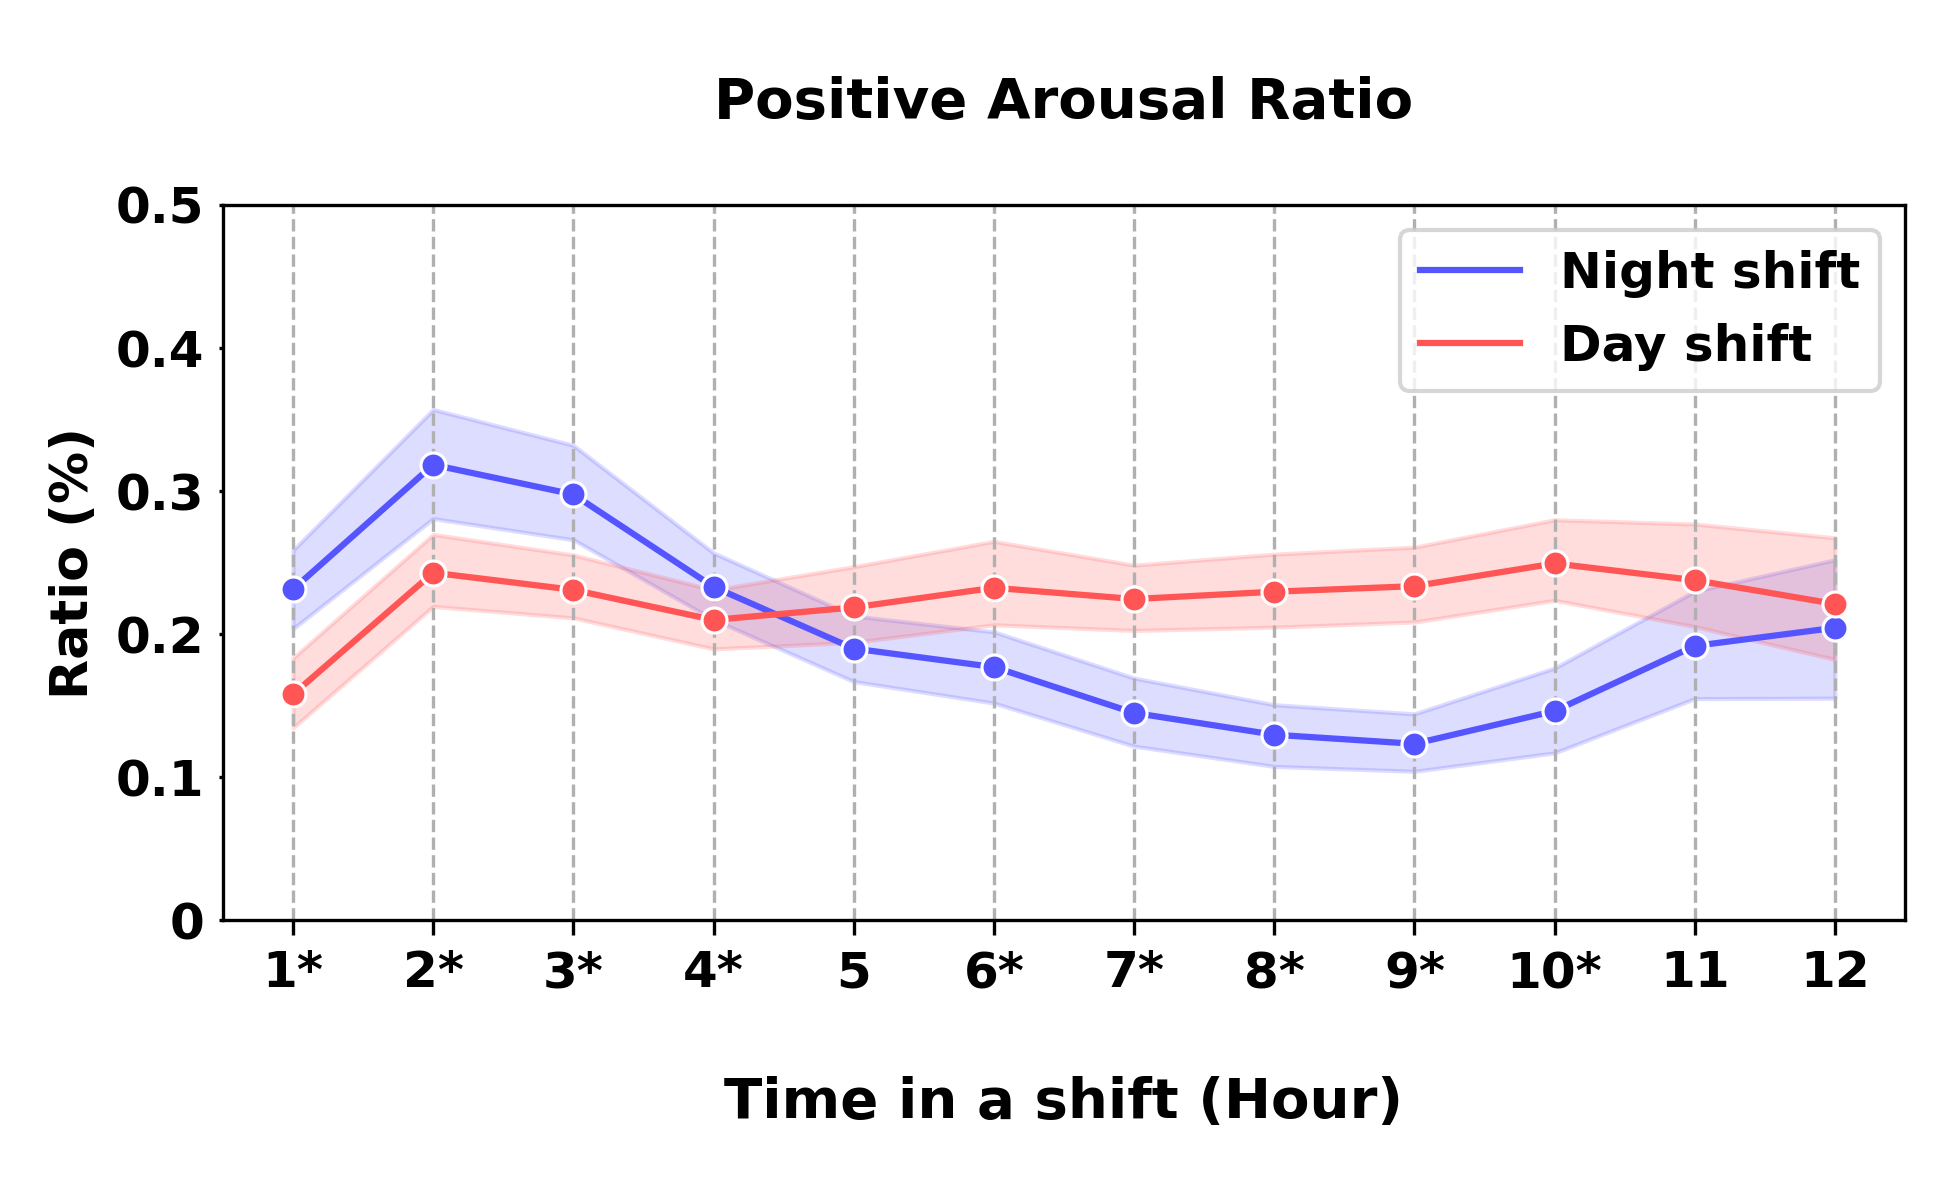 Positive Arousal Ratio
0.5
0.4
0.3
0.2
0.1
0
Ratio (%)
Night shift
Day shift
1* 2* 3* 4* 5 6* 7* 8* 9* 10* 11 12
Time in a shift (Hour)